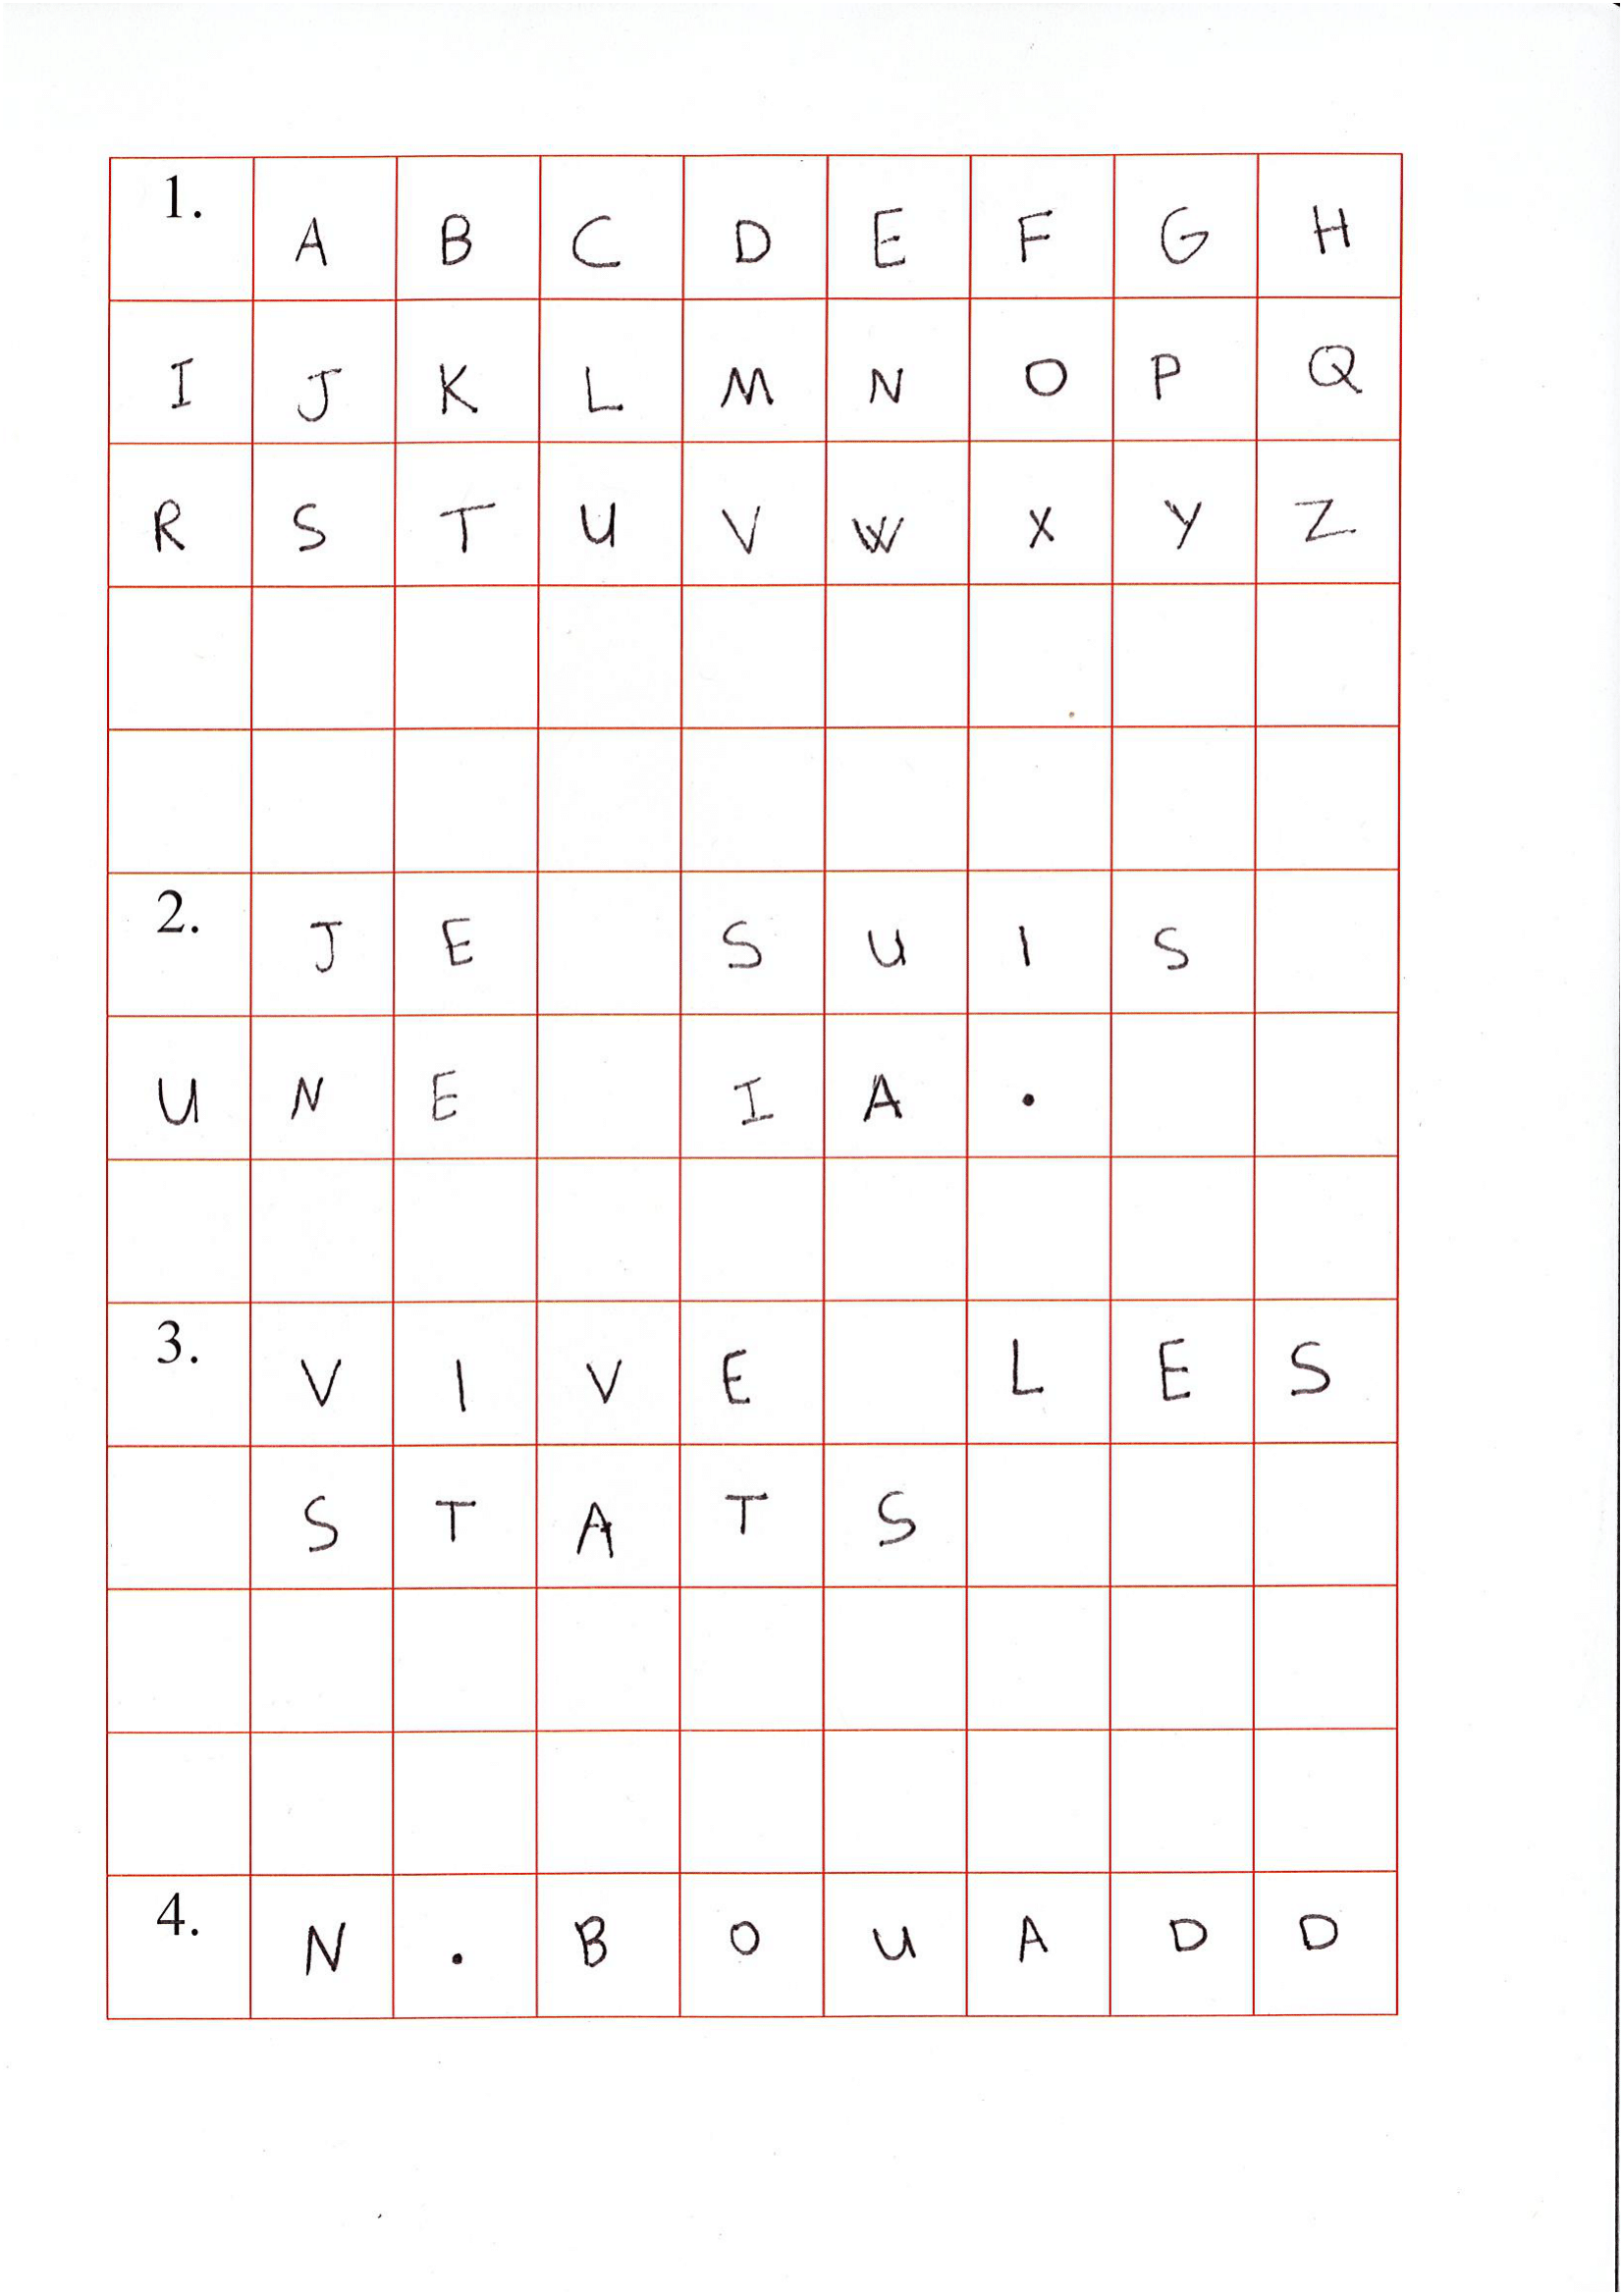 1. A B C D E F G H
I J K L M N O P Q
R S T U V W X Y Z
2. J E   S U I S
U N E   I A .
3. V I V E   L E S
S T A T S
4. N . B O U A D D